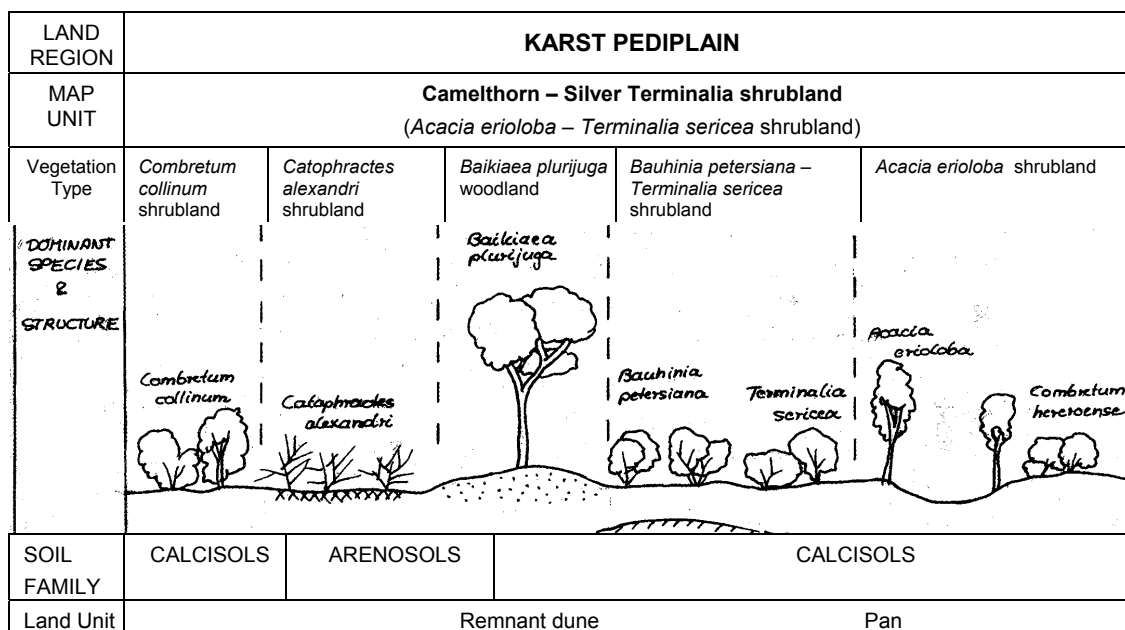 LAND
REGION
KARST PEDIPLAIN
MAP
UNIT
Camelthorn – Silver Terminalia shrubland
(Acacia erioloba – Terminalia sericea shrubland)
Vegetation
Type
Combretum
collinum
shrubland
Catophractes
alexandri
shrubland
Baikiaea plurijuga
woodland
Bauhinia petersiana –
Terminalia sericea
shrubland
Acacia erioloba shrubland
DOMINANT
SPECIES
&
STRUCTURE
Combretum
collinum
Catophractes
alexandri
Baikiaea
plurijuga
Bauhinia
petersiana
Terminalia
sericea
Acacia
erioloba
Combretum
hereroense
SOIL
FAMILY
CALCISOLS
ARENOSOLS
CALCISOLS
Land Unit
Remnant dune
Pan